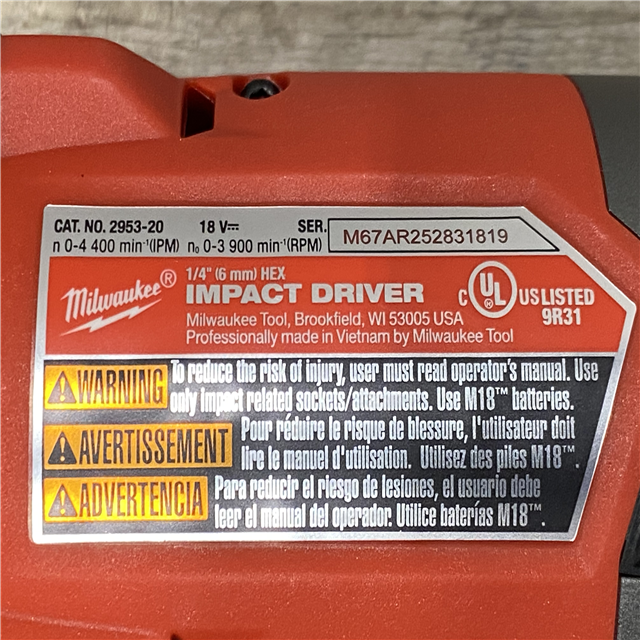 CAT. NO. 2953-20 18 V⎓ SER. M67AR252831819
n 0-4 400 min⁻¹(IPM) n₀ 0-3 900 min⁻¹(RPM)
Milwaukee®
1/4" (6 mm) HEX
IMPACT DRIVER
Milwaukee Tool, Brookfield, WI 53005 USA
Professionally made in Vietnam by Milwaukee Tool
C UL US LISTED
9R31
WARNING To reduce the risk of injury, user must read operator's manual. Use
only impact related sockets/attachments. Use M18™ batteries.
AVERTISSEMENT Pour réduire le risque de blessure, l'utilisateur doit
lire le manuel d'utilisation. Utilisez des piles M18™.
ADVERTENCIA Para reducir el riesgo de lesiones, el usuario debe
leer el manual del operador. Utilice baterías M18™.